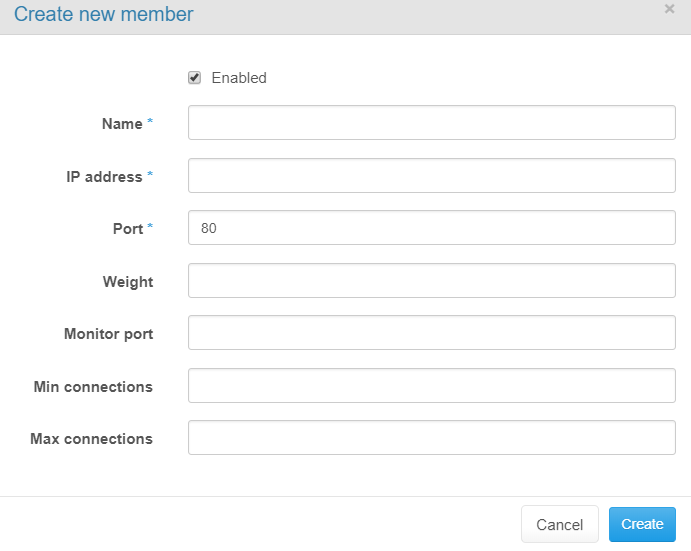 Create new member ×
Enabled
Name *
IP address *
Port * 80
Weight
Monitor port
Min connections
Max connections
Cancel Create